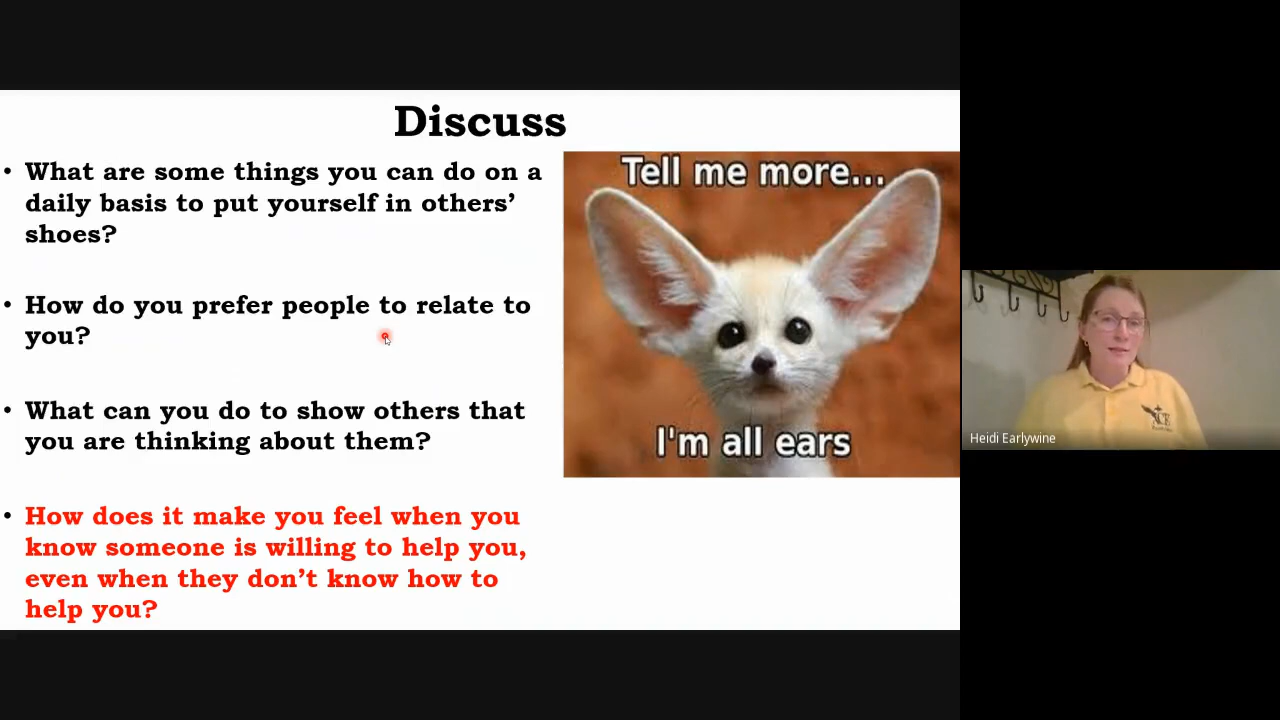 Discuss
• What are some things you can do on a
daily basis to put yourself in others’
shoes?
• How do you prefer people to relate to
you?
• What can you do to show others that
you are thinking about them?
• How does it make you feel when you
know someone is willing to help you,
even when they don’t know how to
help you?
Tell me more...
I'm all ears
ACE
Heidi Earlywine